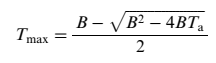 T_max = (B − √(B² − 4BT_a)) / 2